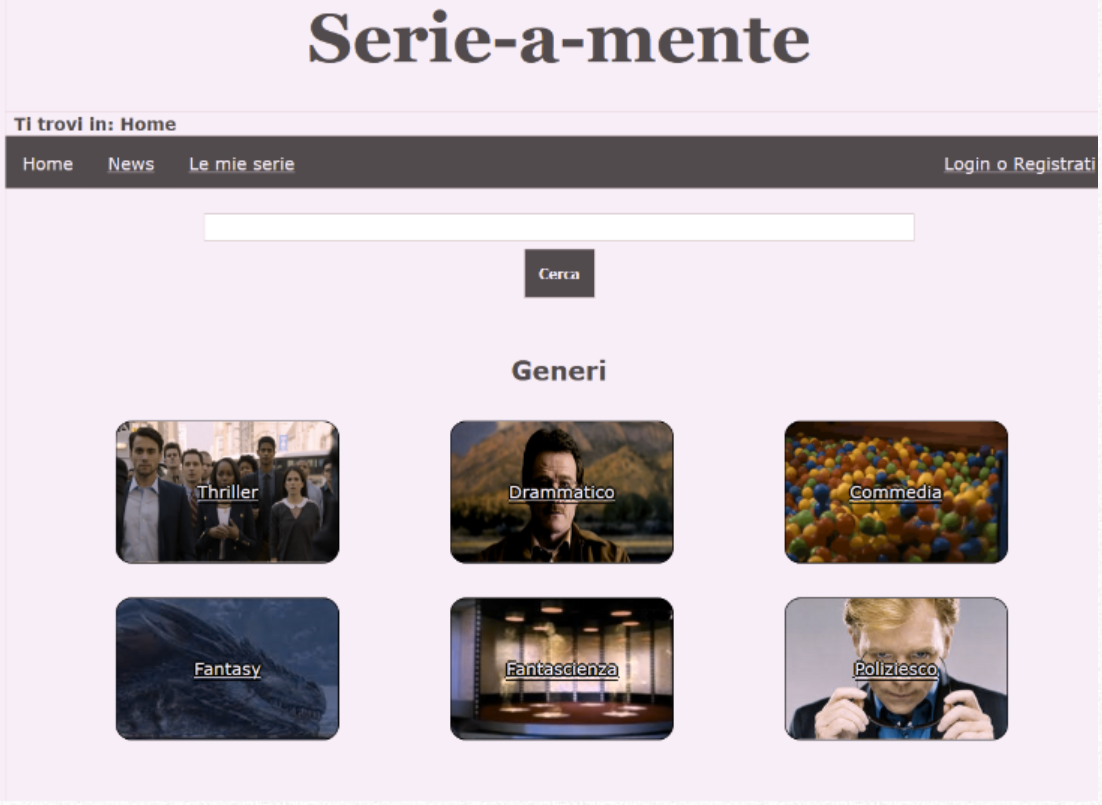 Serie-a-mente
Ti trovi in: Home
Home News Le mie serie Login o Registrati
Cerca
Generi
Thriller Drammatico Commedia
Fantasy Fantascienza Poliziesco